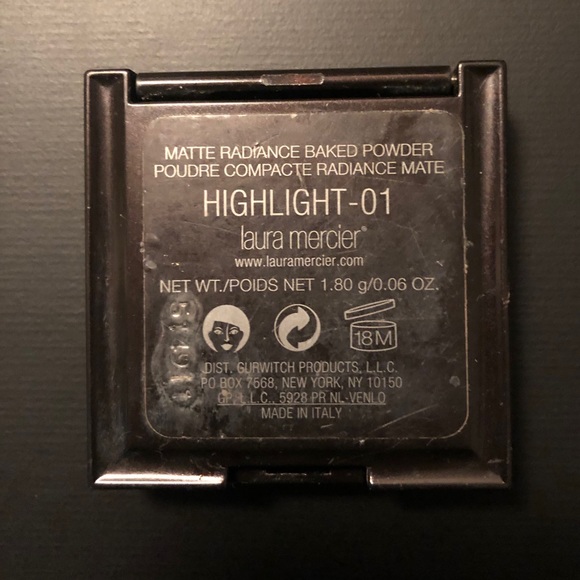 MATTE RADIANCE BAKED POWDER
POUDRE COMPACTE RADIANCE MATE
HIGHLIGHT-01
laura mercier®
www.lauramercier.com
NET WT./POIDS NET 1.80 g/0.06 OZ.
18M
DIST. GURWITCH PRODUCTS, L.L.C.
PO BOX 7568, NEW YORK, NY 10150
GP, L.L.C., 5928 PR NL-VENLO
MADE IN ITALY